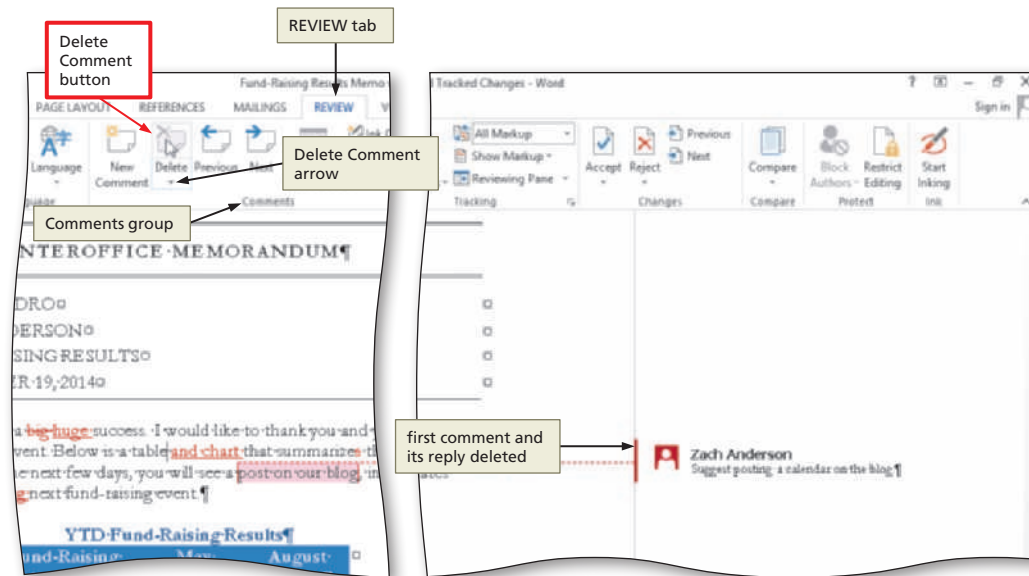 REVIEW tab
Delete
Comment
button
Fund-Raising Results Memo
Tracked Changes - Word
Sign in
PAGE LAYOUT REFERENCES MAILINGS REVIEW
Language
New
Comment
Delete
Previous
Next
Delete Comment
arrow
Comments
Comments group
All Markup
Show Markup
Reviewing Pane
Tracking
Accept
Reject
Previous
Next
Changes
Compare
Compare
Block
Authors
Restrict
Editing
Protect
Start
Inking
Ink
NTEROFFICE·MEMORANDUM¶
DRO¤
DERSON¤
SING·RESULTS¤
ER·19,·2014¤
a·big·huge·success.·I·would·like·to·thank·you·and
vent.·Below·is·a·table·and·chart·that·summarizes
next·few·days,·you·will·see·a·post·on·our·blog,
next·fund-raising·event.¶
YTD·Fund-Raising·Results¶
und-Raising· May· August·
first comment and
its reply deleted
Zach Anderson
Suggest posting a calendar on the blog¶